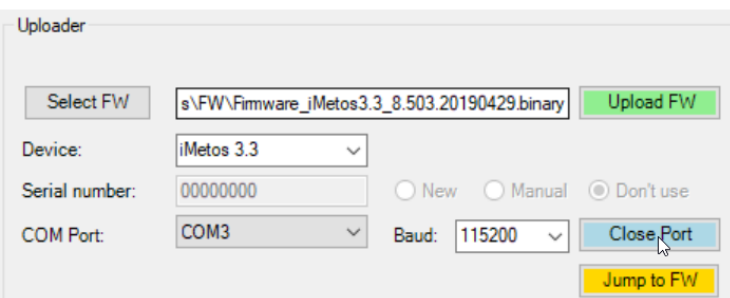 Uploader
Select FW s\FW\Firmware_iMetos3.3_8.503.20190429.binary Upload FW
Device: iMetos 3.3
Serial number: 00000000 New Manual Don't use
COM Port: COM3 Baud: 115200 Close Port
Jump to FW